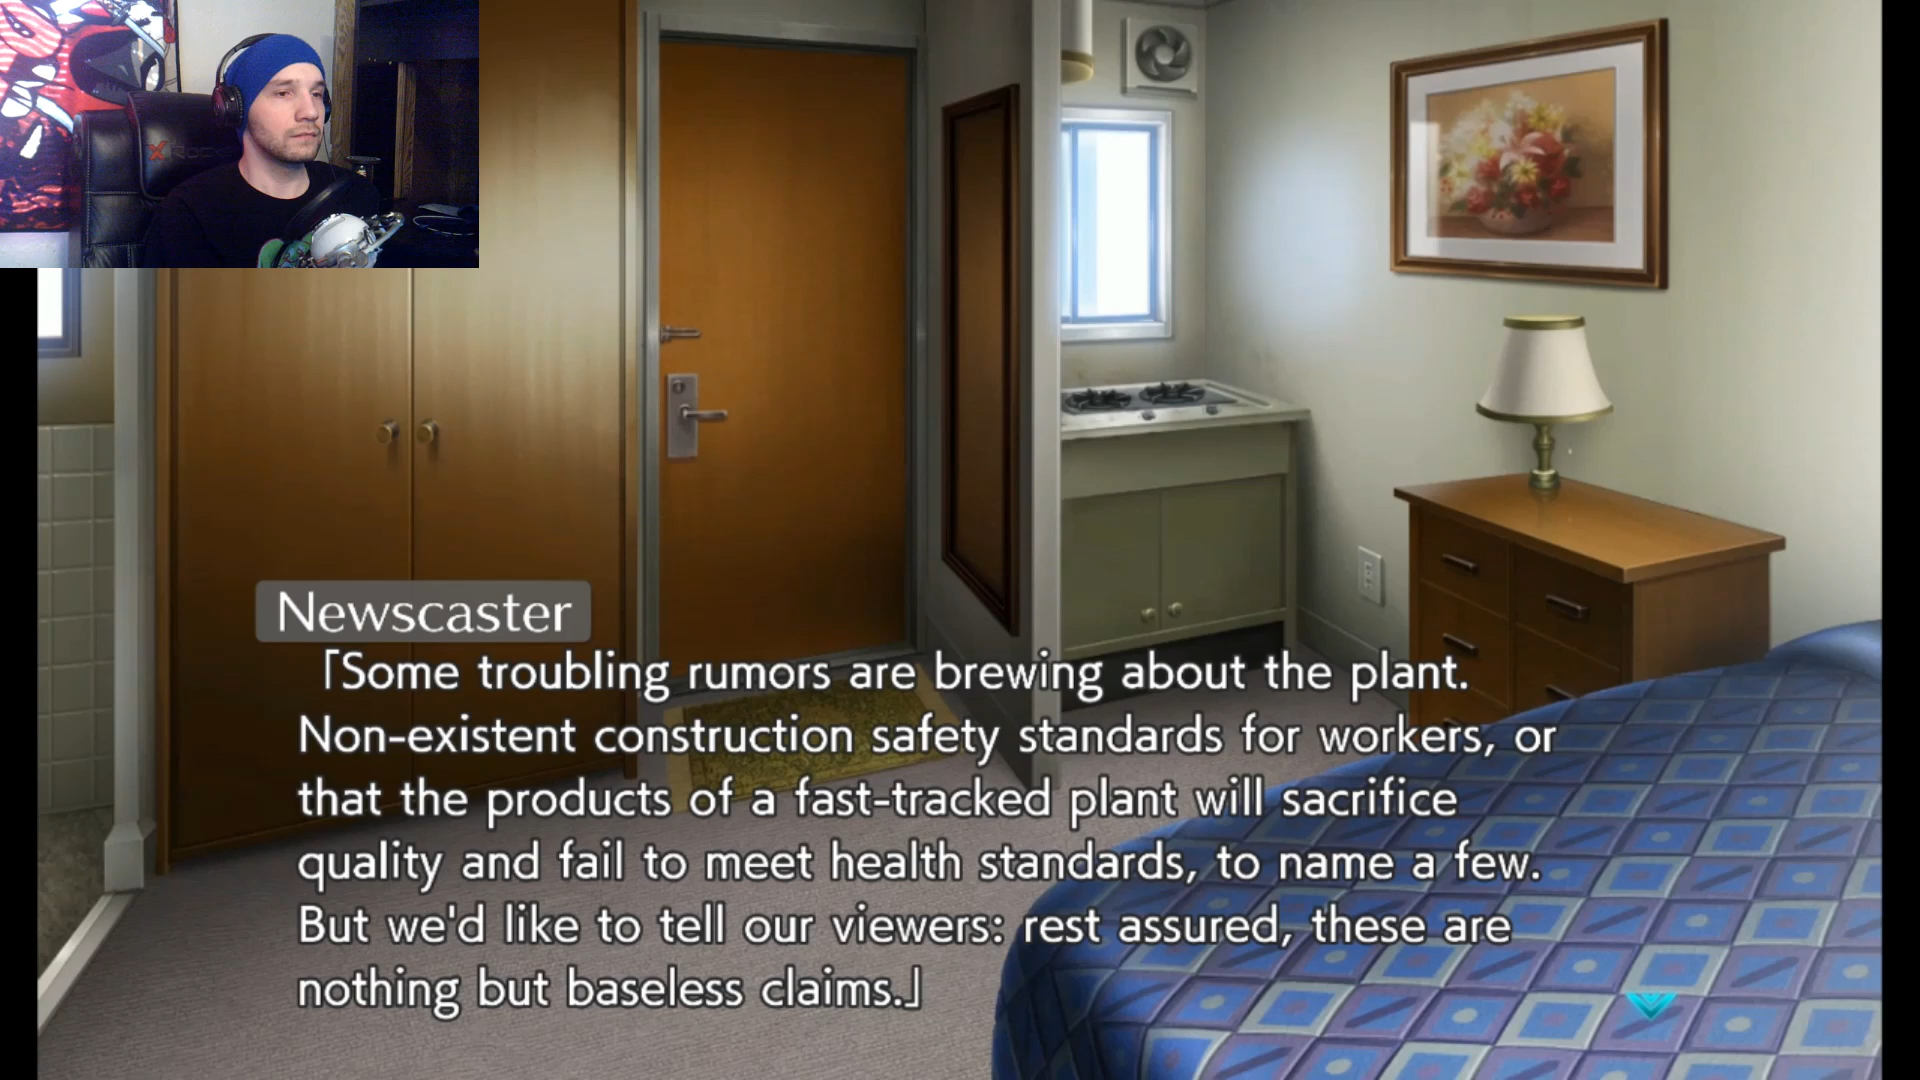 Newscaster
「Some troubling rumors are brewing about the plant.
Non-existent construction safety standards for workers, or
that the products of a fast-tracked plant will sacrifice
quality and fail to meet health standards, to name a few.
But we'd like to tell our viewers: rest assured, these are
nothing but baseless claims.」